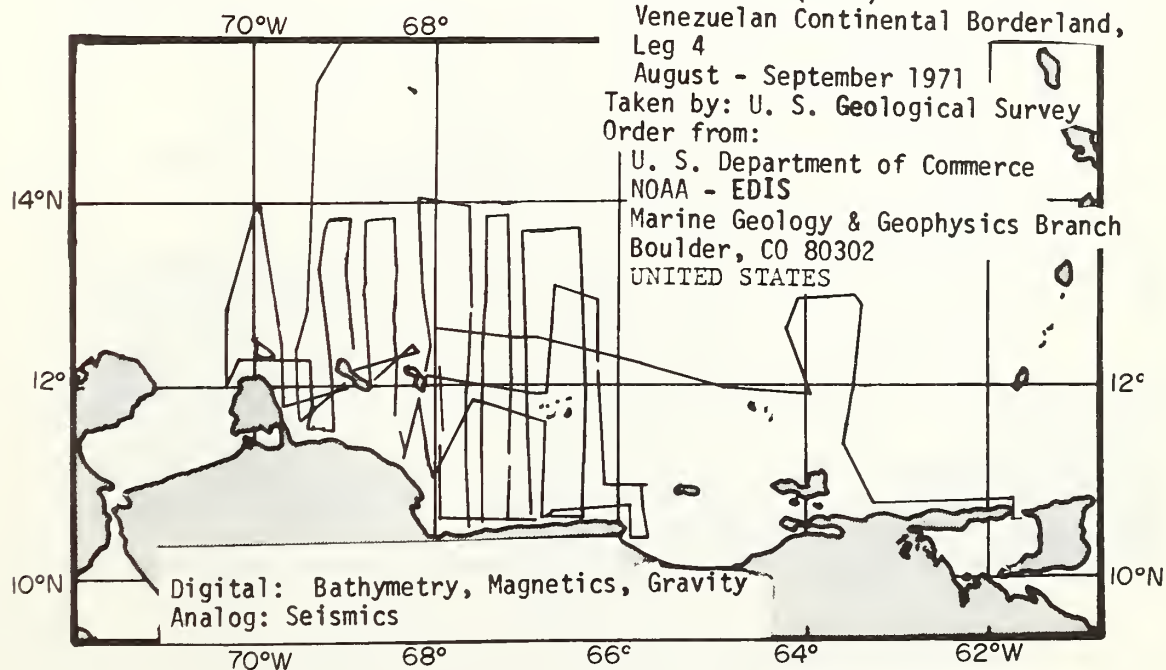 70°W 68°
Venezuelan Continental Borderland,
Leg 4
August - September 1971
Taken by: U. S. Geological Survey
Order from:
U. S. Department of Commerce
NOAA - EDIS
Marine Geology & Geophysics Branch
Boulder, CO 80302
UNITED STATES
14°N
12° 12°
10°N 10°N
Digital: Bathymetry, Magnetics, Gravity
Analog: Seismics
70°W 68° 66° 64° 62°W